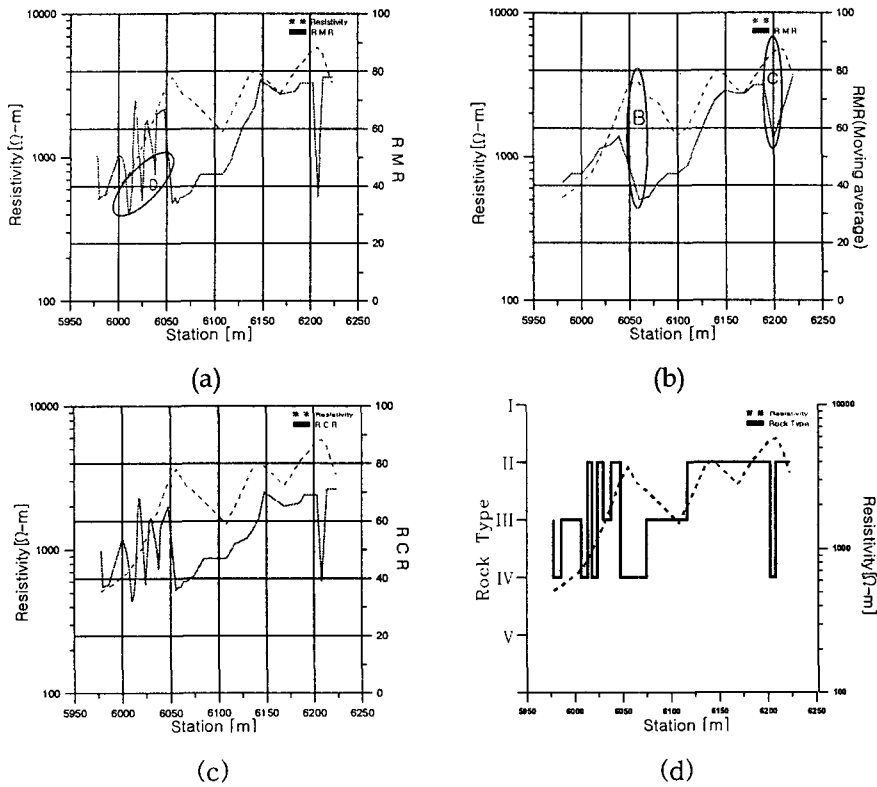 10000
1000
100
Resistivity[Ω-m]
Resistivity
RMR
D
100
80
60
40
20
0
RMR
5950 6000 6050 6100 6150 6200 6250
Station [m]
(a)
10000
1000
100
Resistivity[Ω-m]
B
C
100
80
60
40
20
0
RMR(Moving average)
5950 6000 6050 6100 6150 6200 6250
Station [m]
(b)
10000
1000
100
Resistivity[Ω-m]
Resistivity
RCR
100
80
60
40
20
0
RCR
5950 6000 6050 6100 6150 6200 6250
Station [m]
(c)
I
II
III
IV
V
Rock Type
Resistivity
Rock Type
10000
1000
100
Resistivity[Ω-m]
5950 6000 6050 6100 6150 6200 6250
Station [m]
(d)